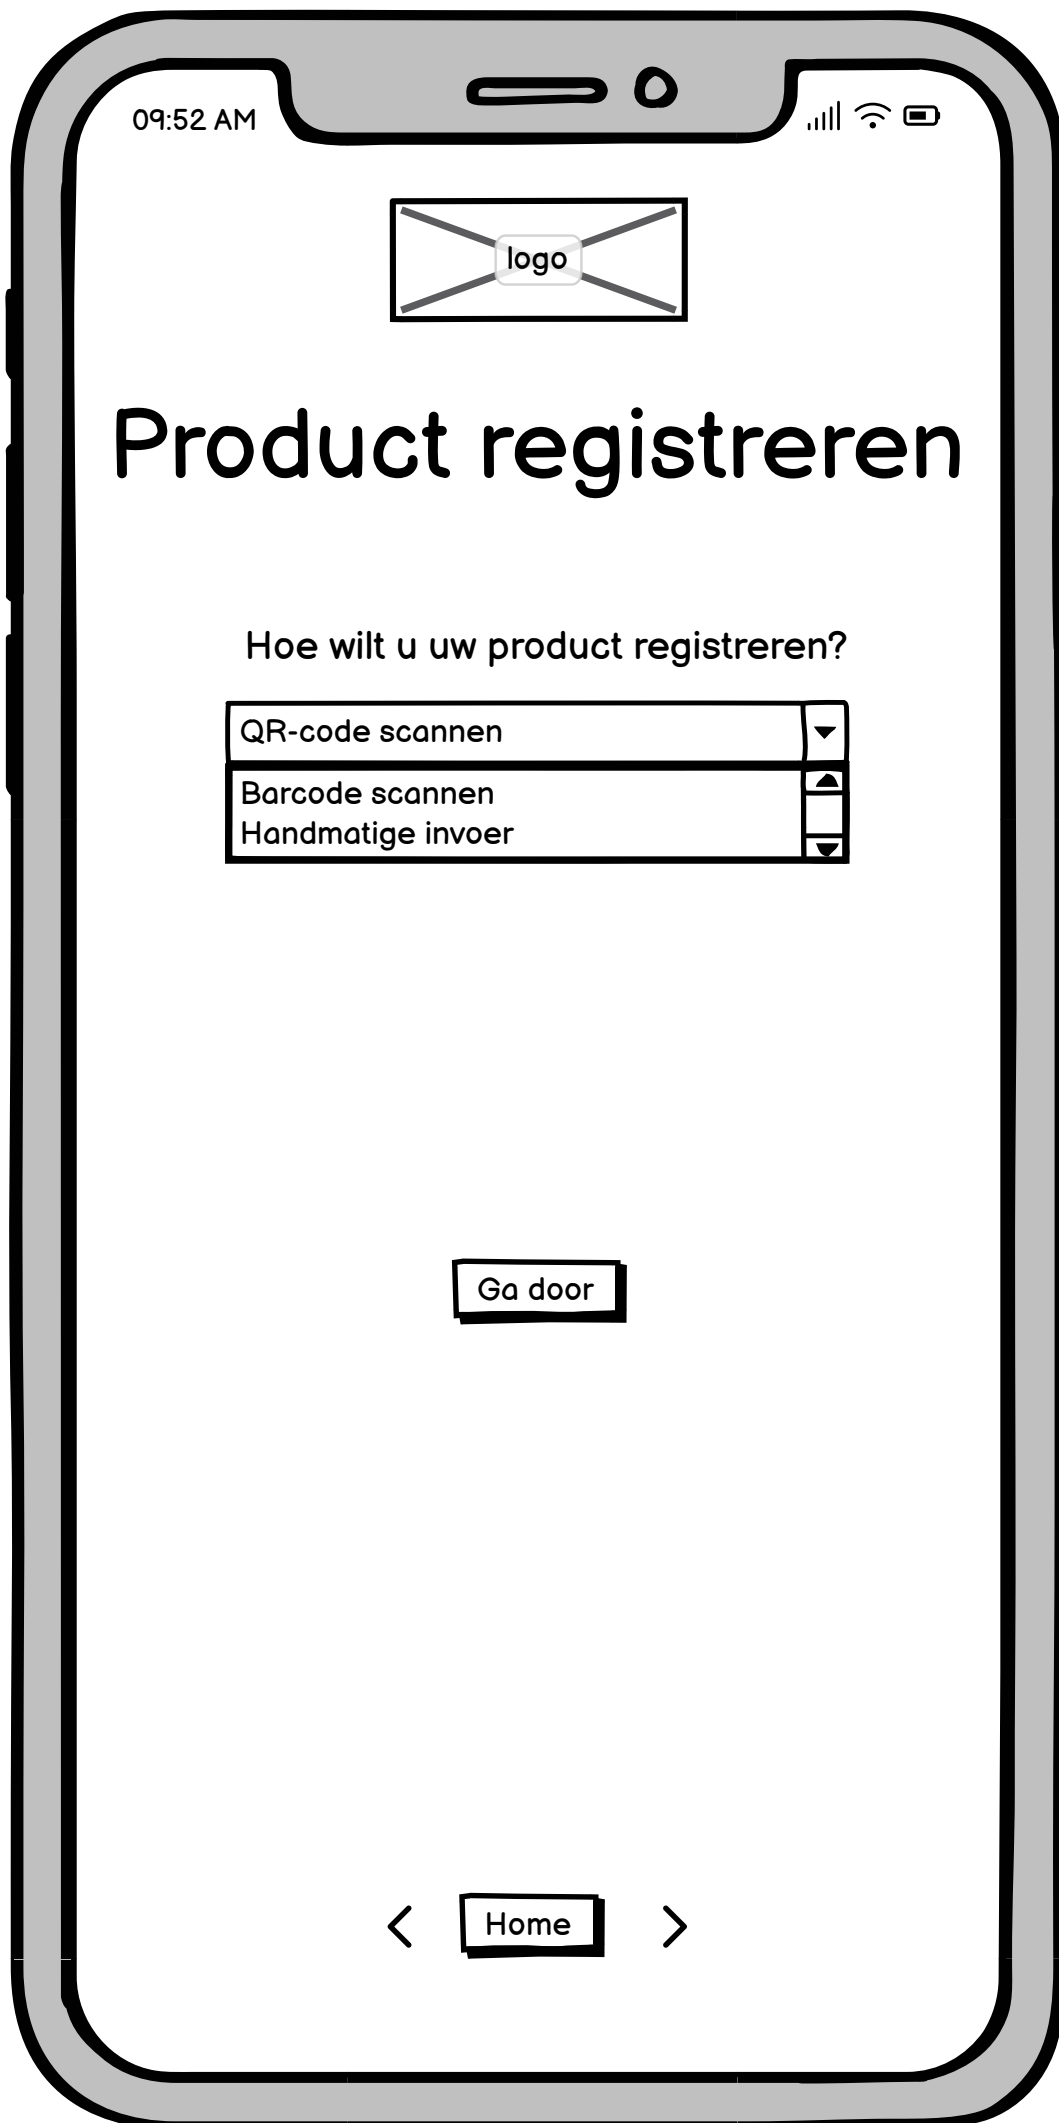 09:52 AM
logo
Product registreren
Hoe wilt u uw product registreren?
QR-code scannen
Barcode scannen
Handmatige invoer
Ga door
Home